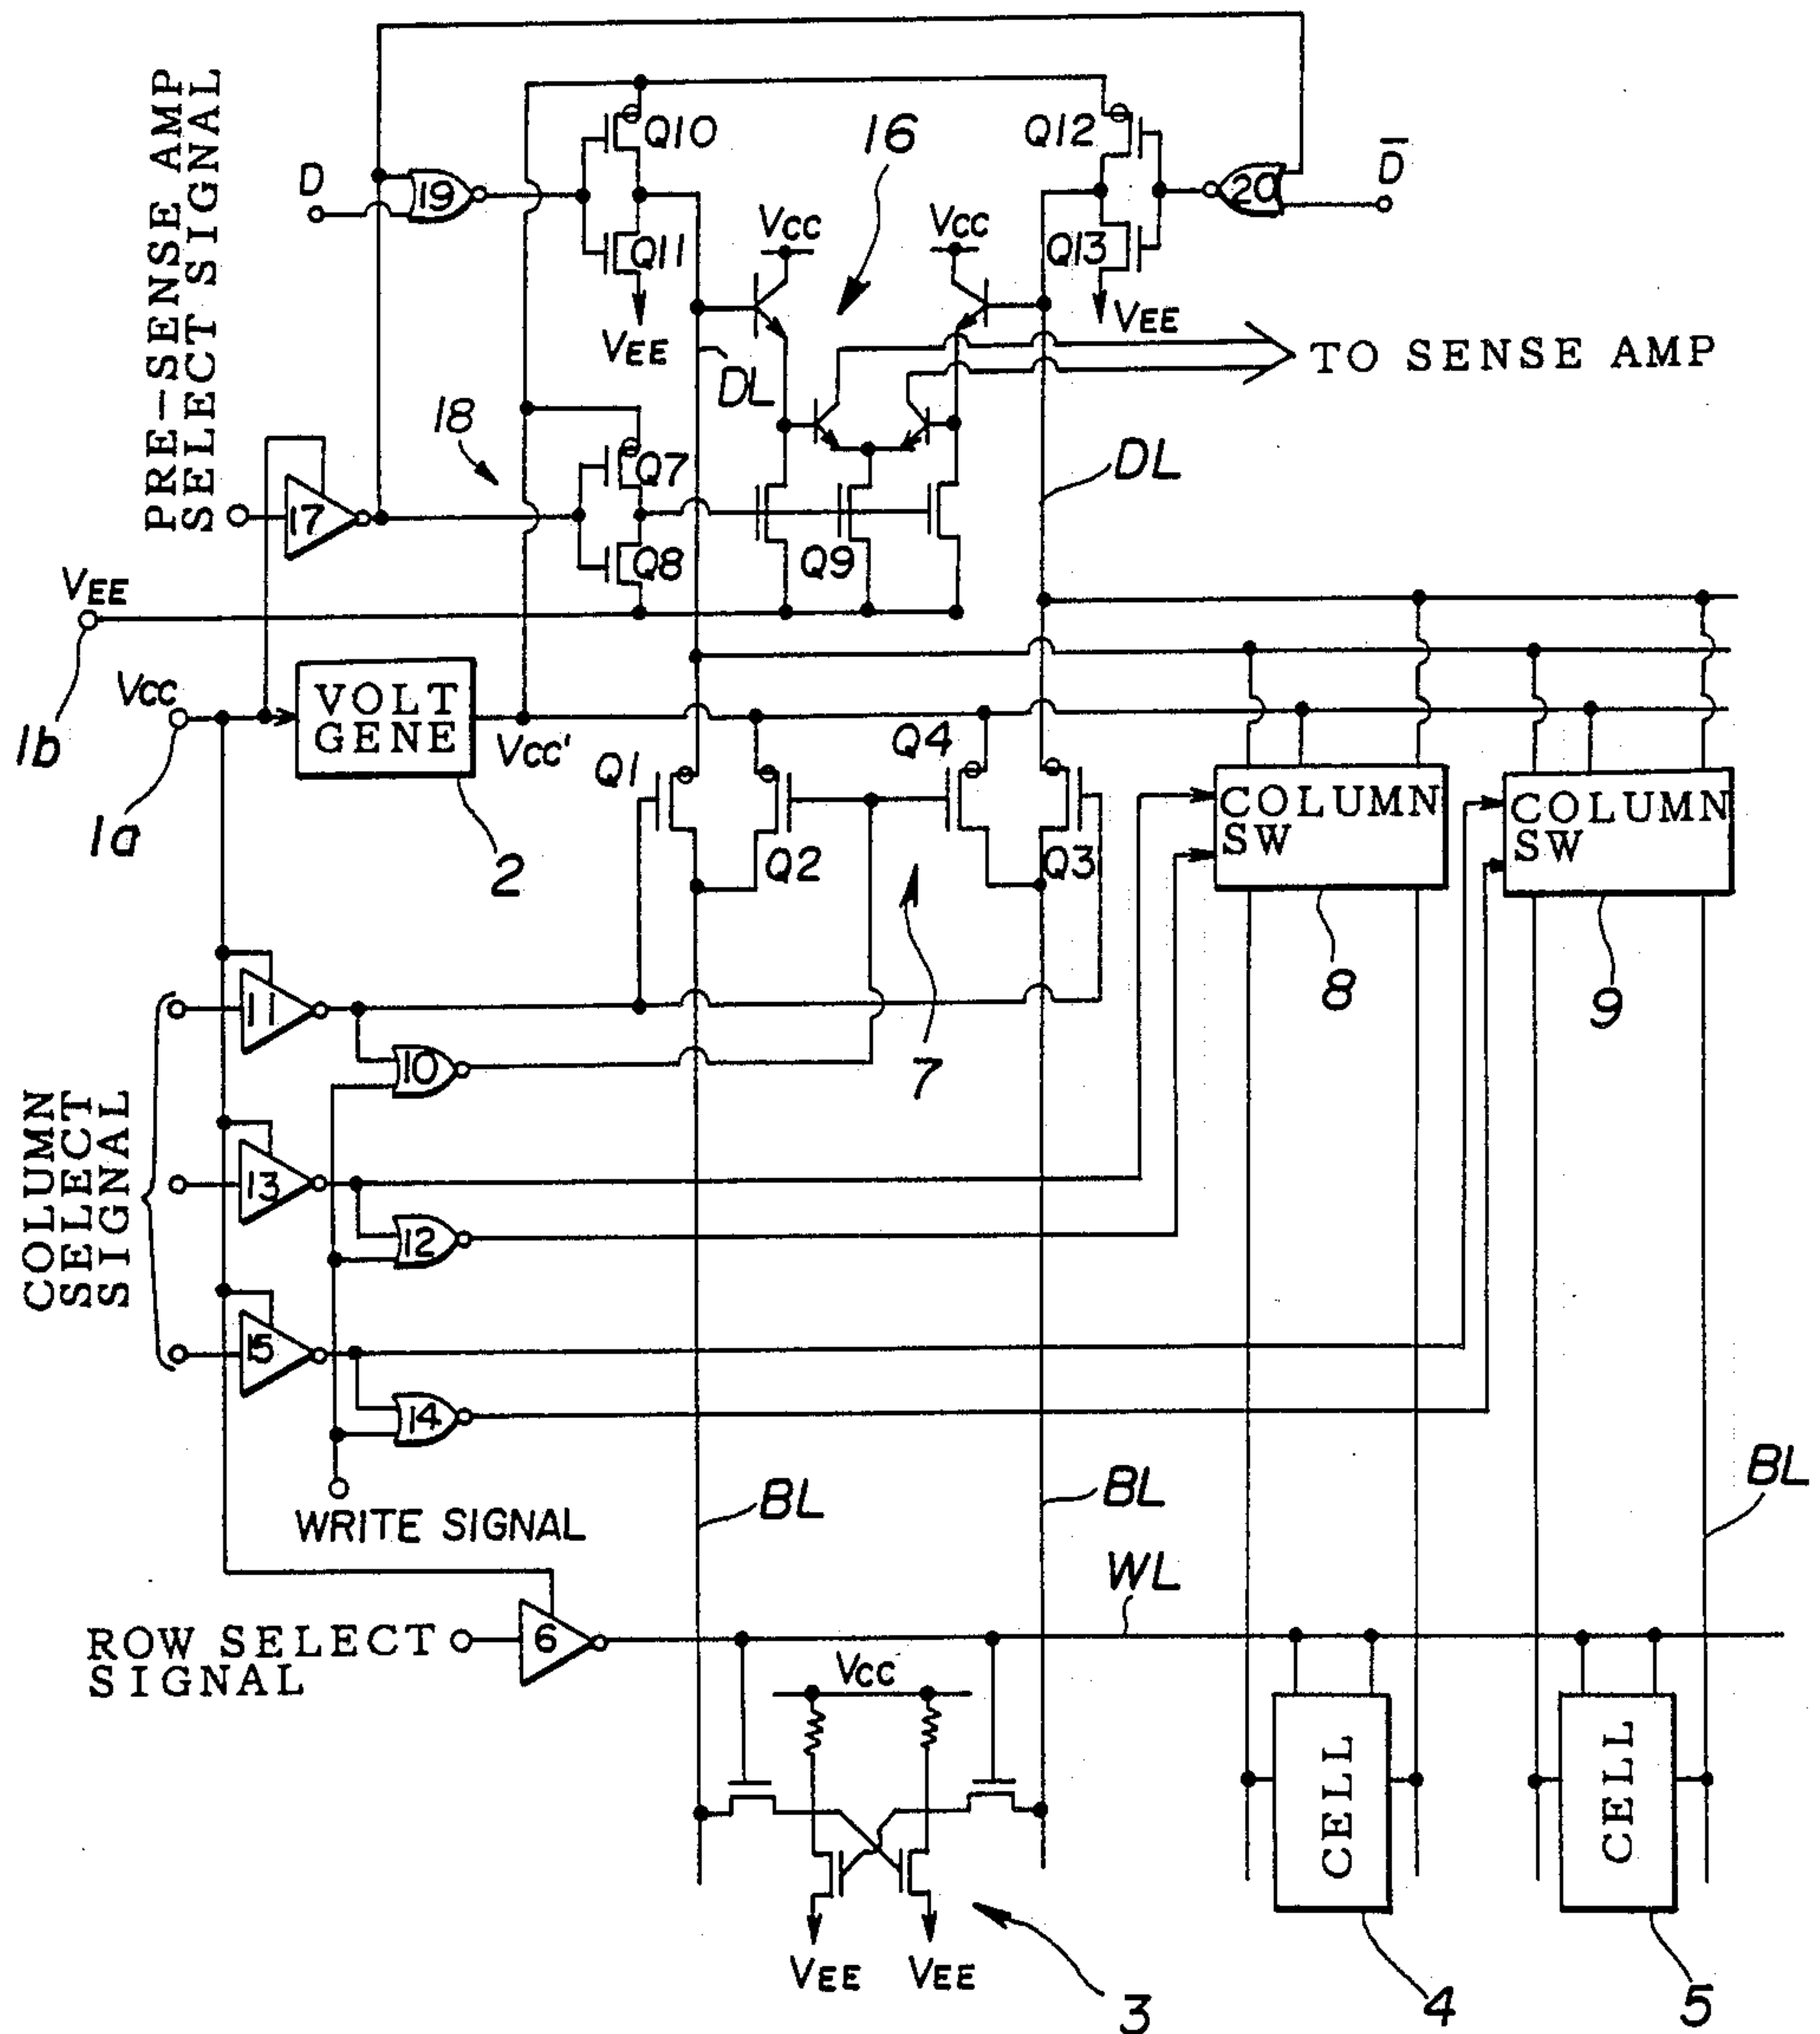 PRE-SENSE AMP
SELECT SIGNAL
D
19
Q10
Q11
VEE
16
Q12
Q13
20
D̅
VCC
VCC
VEE
DL
TO SENSE AMP
18
17
Q7
Q8
Q9
DL
VEE
1b
VCC
1a
VOLT
GENE
2
VCC'
Q1
Q2
Q4
Q3
7
COLUMN
SW
8
COLUMN
SW
9
COLUMN
SELECT
SIGNAL
11
10
13
12
15
14
WRITE SIGNAL
BL
BL
BL
WL
ROW SELECT
SIGNAL
6
VCC
VEE
VEE
3
CELL
4
CELL
5